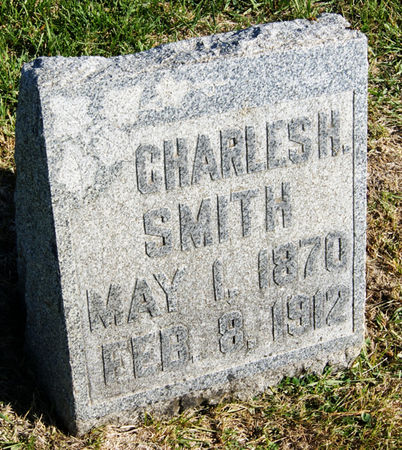 CHARLES H.
SMITH
MAY 1, 1870
FEB. 8, 1912